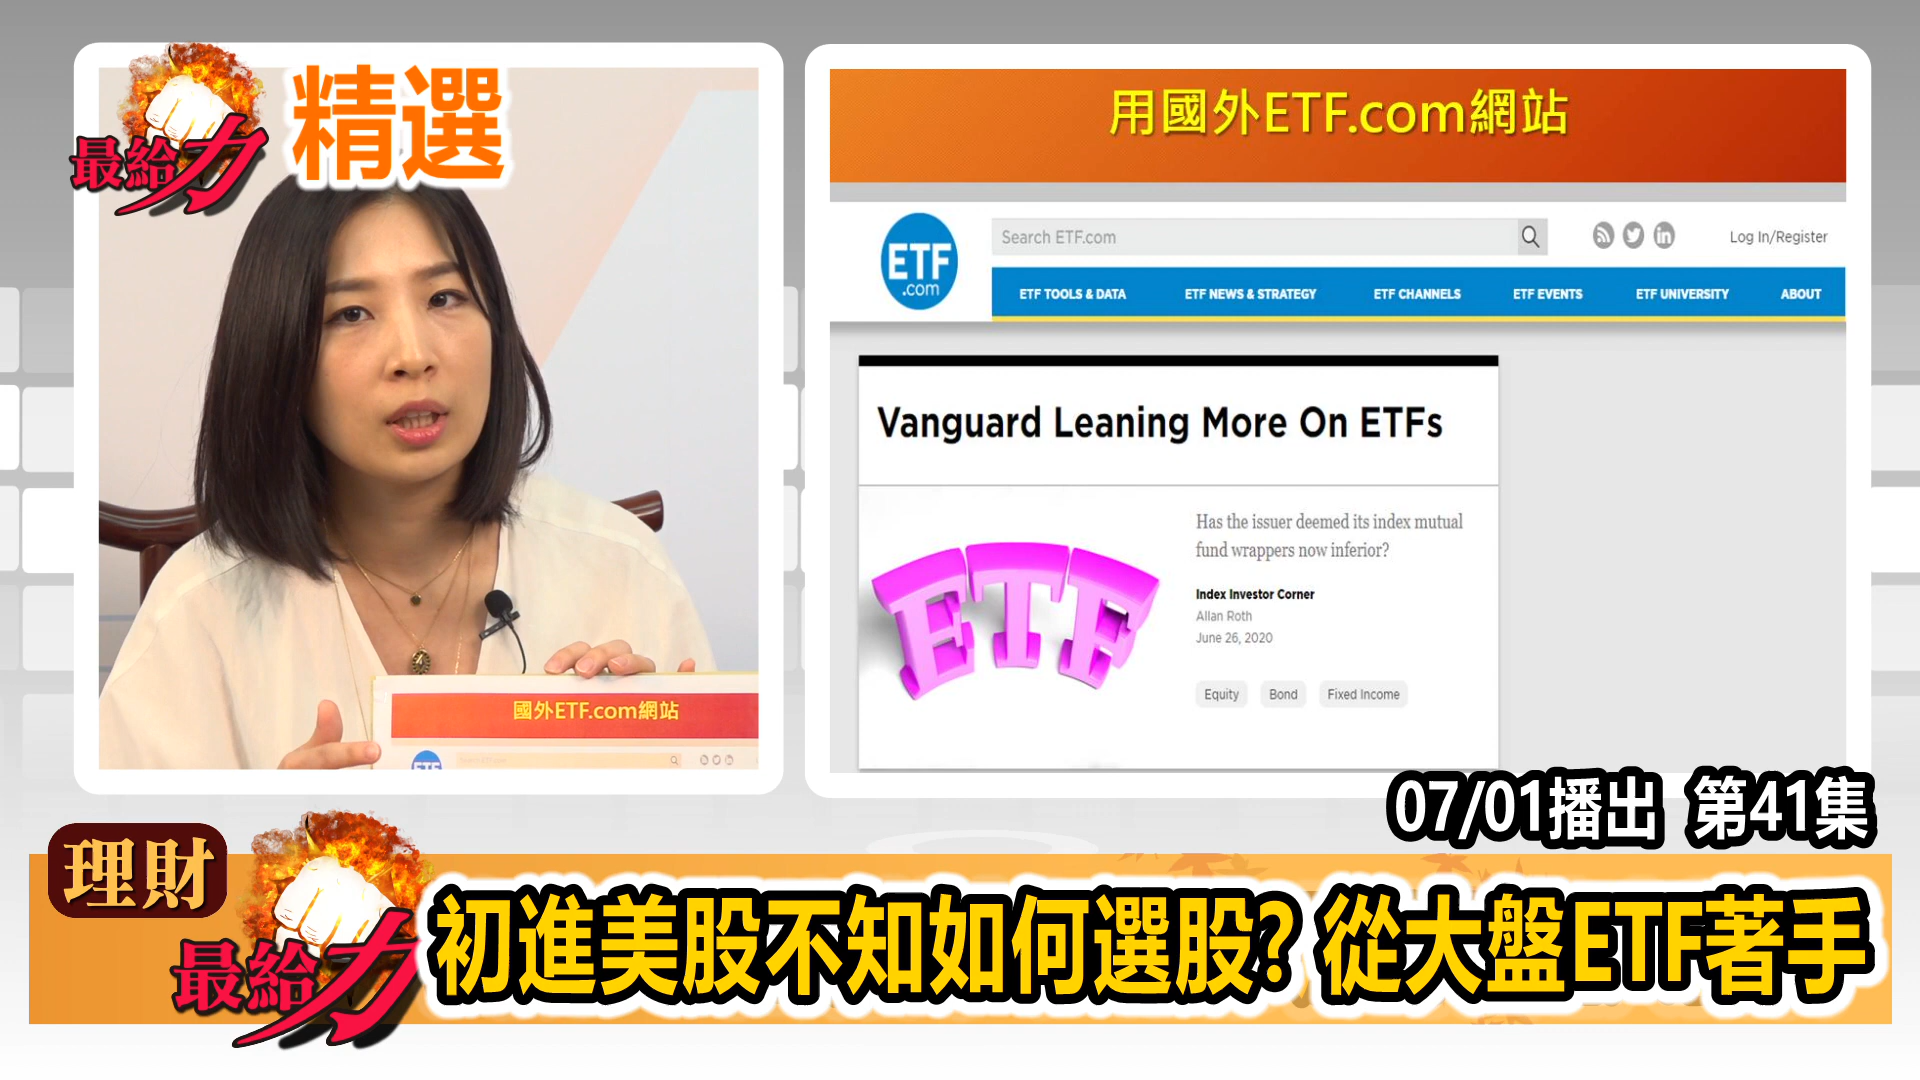 最給力
精選
國外ETF.com網站
用國外ETF.com網站
ETF
.com
Search ETF.com
Log In/Register
ETF TOOLS & DATA
ETF NEWS & STRATEGY
ETF CHANNELS
ETF EVENTS
ETF UNIVERSITY
ABOUT
Vanguard Leaning More On ETFs
ETF
Has the issuer deemed its index mutual
fund wrappers now inferior?
Index Investor Corner
Allan Roth
June 26, 2020
Equity
Bond
Fixed Income
07/01播出 第41集
理財
最給力
初進美股不知如何選股? 從大盤ETF著手